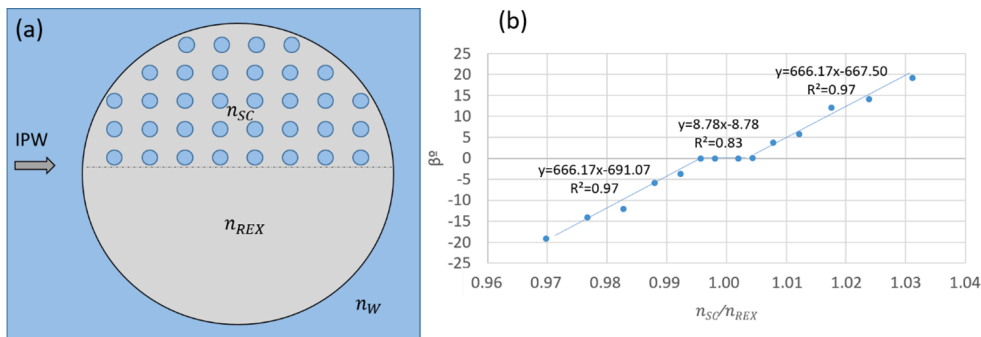 (a)
n_SC
IPW
n_REX
n_W
(b)
25
20
15
10
5
0
-5
-10
-15
-20
-25
βº
y=666.17x-667.50
R²=0.97
y=8.78x-8.78
R²=0.83
y=666.17x-691.07
R²=0.97
0.96 0.97 0.98 0.99 1.00 1.01 1.02 1.03 1.04
n_SC/n_REX